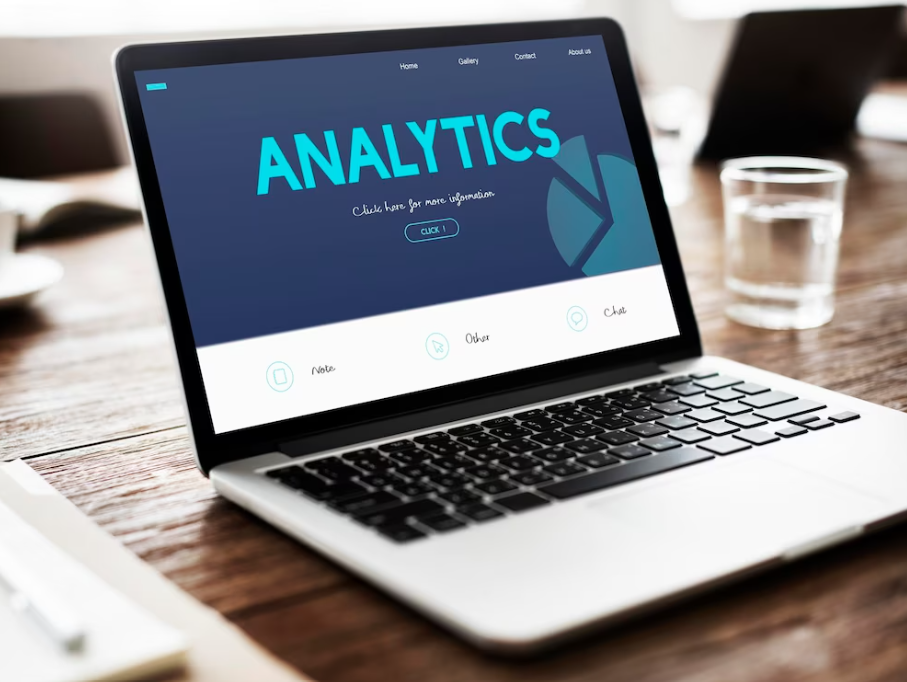 Home Gallery Contact About us
ANALYTICS
Click here for more information
CLICK !
Note Other Chat